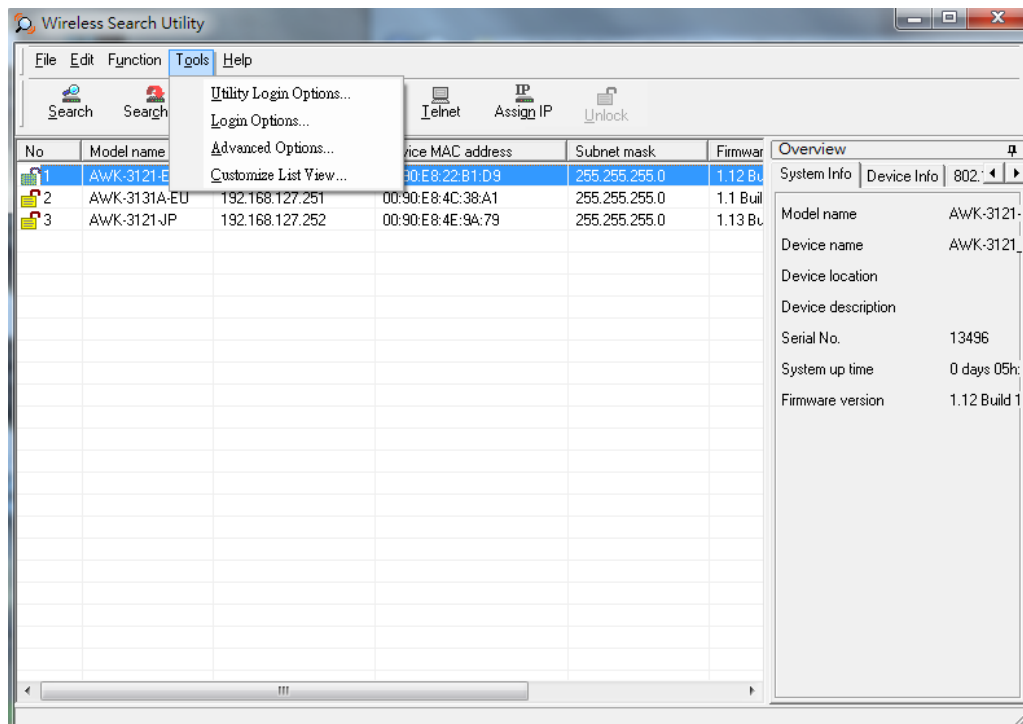 Wireless Search Utility
File Edit Function Tools Help
Utility Login Options...
Login Options...
Advanced Options...
Customize List View...
Search Search Telnet Assign IP Unlock
No Model name vice MAC address Subnet mask Firmwar
1 AWK-3121-E 90:E8:22:B1:D9 255.255.255.0 1.12 Bu
2 AWK-3131A-EU 192.168.127.251 00:90:E8:4C:38:A1 255.255.255.0 1.1 Buil
3 AWK-3121-JP 192.168.127.252 00:90:E8:4E:9A:79 255.255.255.0 1.13 Bu
Overview
System Info Device Info 802.1
Model name AWK-3121-
Device name AWK-3121_
Device location
Device description
Serial No. 13496
System up time 0 days 05h:
Firmware version 1.12 Build 1